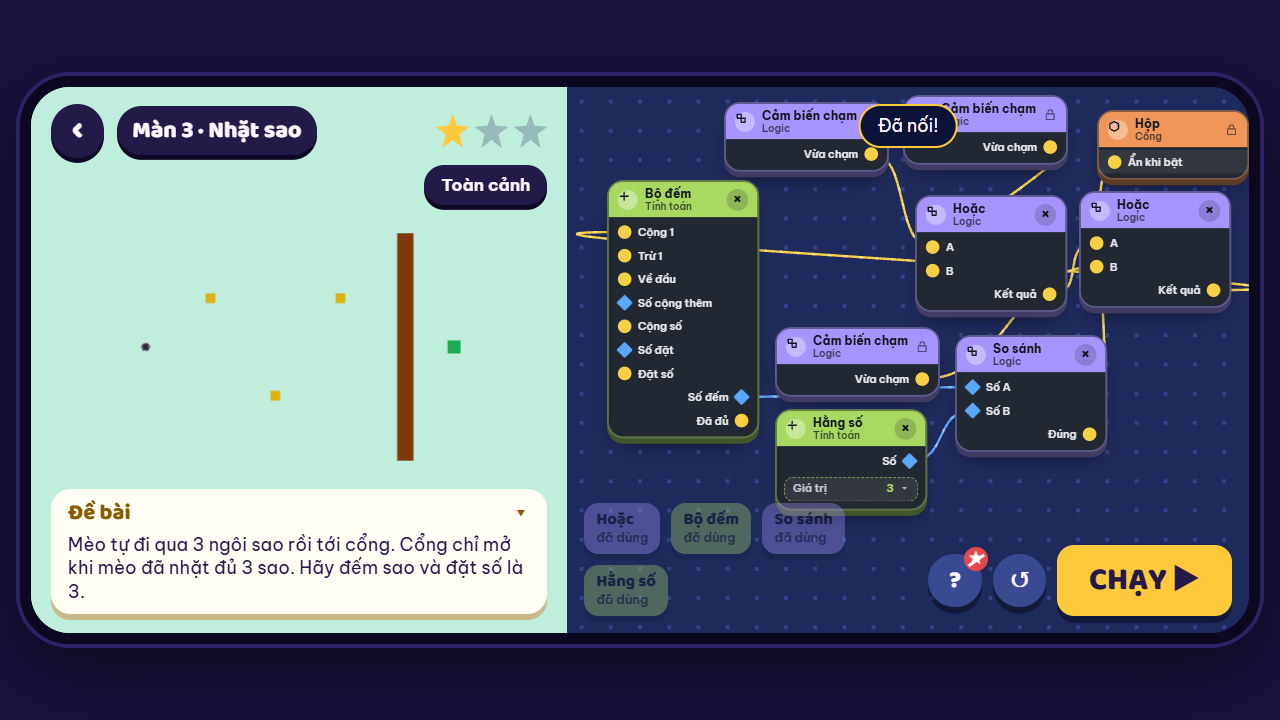 Màn 3 · Nhặt sao
Toàn cảnh
Đề bài
Mèo tự đi qua 3 ngôi sao rồi tới cổng. Cổng chỉ mở
khi mèo đã nhặt đủ 3 sao. Hãy đếm sao và đặt số là
3.
Cảm biến chạm
Logic
Vừa chạm
Đã nối!
Cảm biến chạm
Logic
Vừa chạm
Hộp
Cổng
Ẩn khi bật
Bộ đếm
Tính toán
Cộng 1
Trừ 1
Về đầu
Số cộng thêm
Cộng số
Số đặt
Đặt số
Số đếm
Đã đủ
Hoặc
Logic
A
B
Kết quả
Hoặc
Logic
A
B
Kết quả
Cảm biến chạm
Logic
Vừa chạm
So sánh
Logic
Số A
Số B
Đúng
Hằng số
Tính toán
Số
Giá trị 3
Hoặc
đã dùng
Bộ đếm
đã dùng
So sánh
đã dùng
Hằng số
đã dùng
?
CHẠY